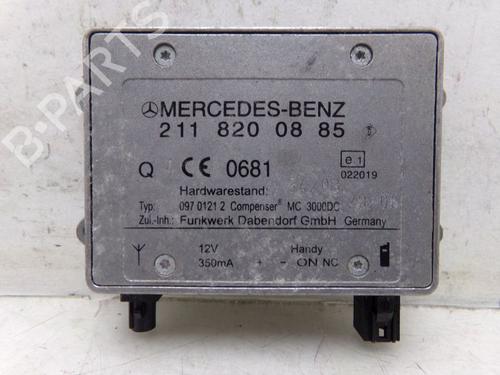 MERCEDES-BENZ
211 820 08 85
Q CE 0681 e1
022019
Hardwarestand:
Typ: 097 0121 2 Compenser® MC 3000DC
Zul.-Inh.: Funkwerk Dabendorf GmbH Germany
12V Handy
350mA + - ON NC
B-PARTS